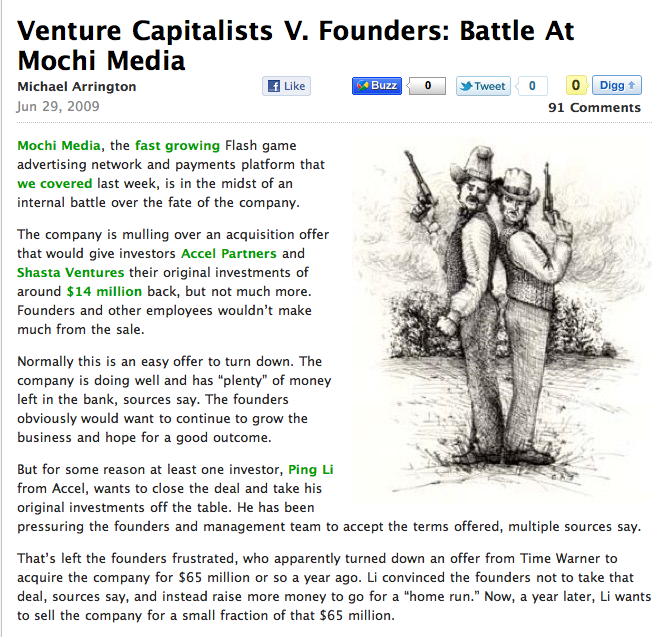 Venture Capitalists V. Founders: Battle At
Mochi Media
Michael Arrington
Like
Buzz 0
Tweet 0
0 Digg
Jun 29, 2009
91 Comments
Mochi Media, the fast growing Flash game
advertising network and payments platform that
we covered last week, is in the midst of an
internal battle over the fate of the company.
The company is mulling over an acquisition offer
that would give investors Accel Partners and
Shasta Ventures their original investments of
around $14 million back, but not much more.
Founders and other employees wouldn’t make
much from the sale.
Normally this is an easy offer to turn down. The
company is doing well and has “plenty” of money
left in the bank, sources say. The founders
obviously would want to continue to grow the
business and hope for a good outcome.
But for some reason at least one investor, Ping Li
from Accel, wants to close the deal and take his
original investments off the table. He has been
pressuring the founders and management team to accept the terms offered, multiple sources say.
That’s left the founders frustrated, who apparently turned down an offer from Time Warner to
acquire the company for $65 million or so a year ago. Li convinced the founders not to take that
deal, sources say, and instead raise more money to go for a “home run.” Now, a year later, Li wants
to sell the company for a small fraction of that $65 million.